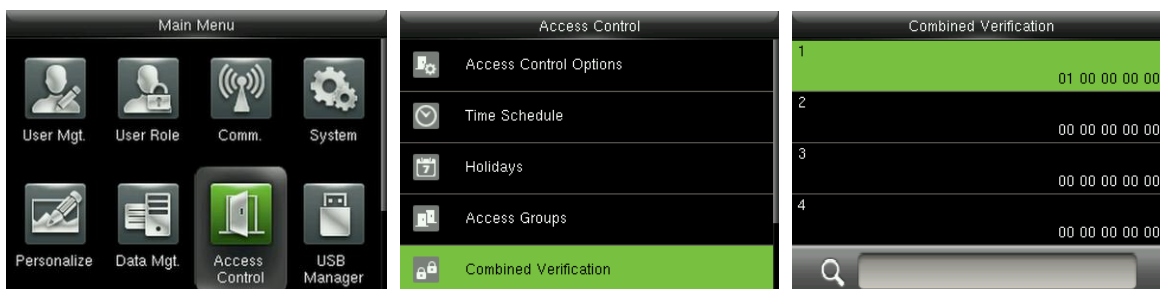 Main Menu
User Mgt.
User Role
Comm.
System
Personalize
Data Mgt.
Access
Control
USB
Manager
Access Control
Access Control Options
Time Schedule
7
Holidays
Access Groups
Combined Verification
Combined Verification
1
01 00 00 00 00
2
00 00 00 00 00
3
00 00 00 00 00
4
00 00 00 00 00